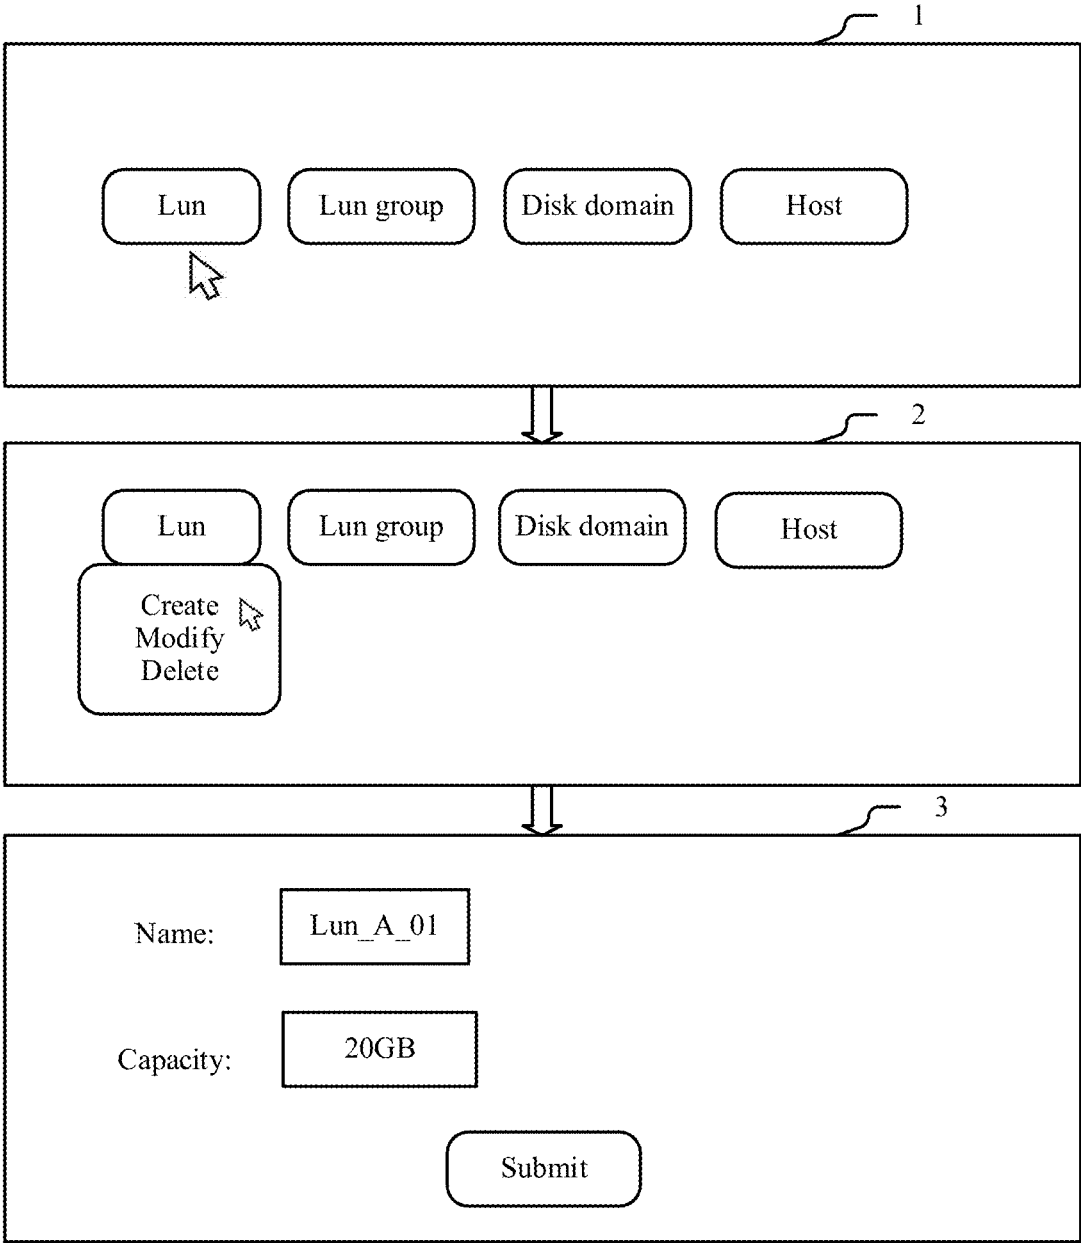 1
Lun Lun group Disk domain Host
2
Lun Lun group Disk domain Host
Create
Modify
Delete
3
Name: Lun_A_01
Capacity: 20GB
Submit